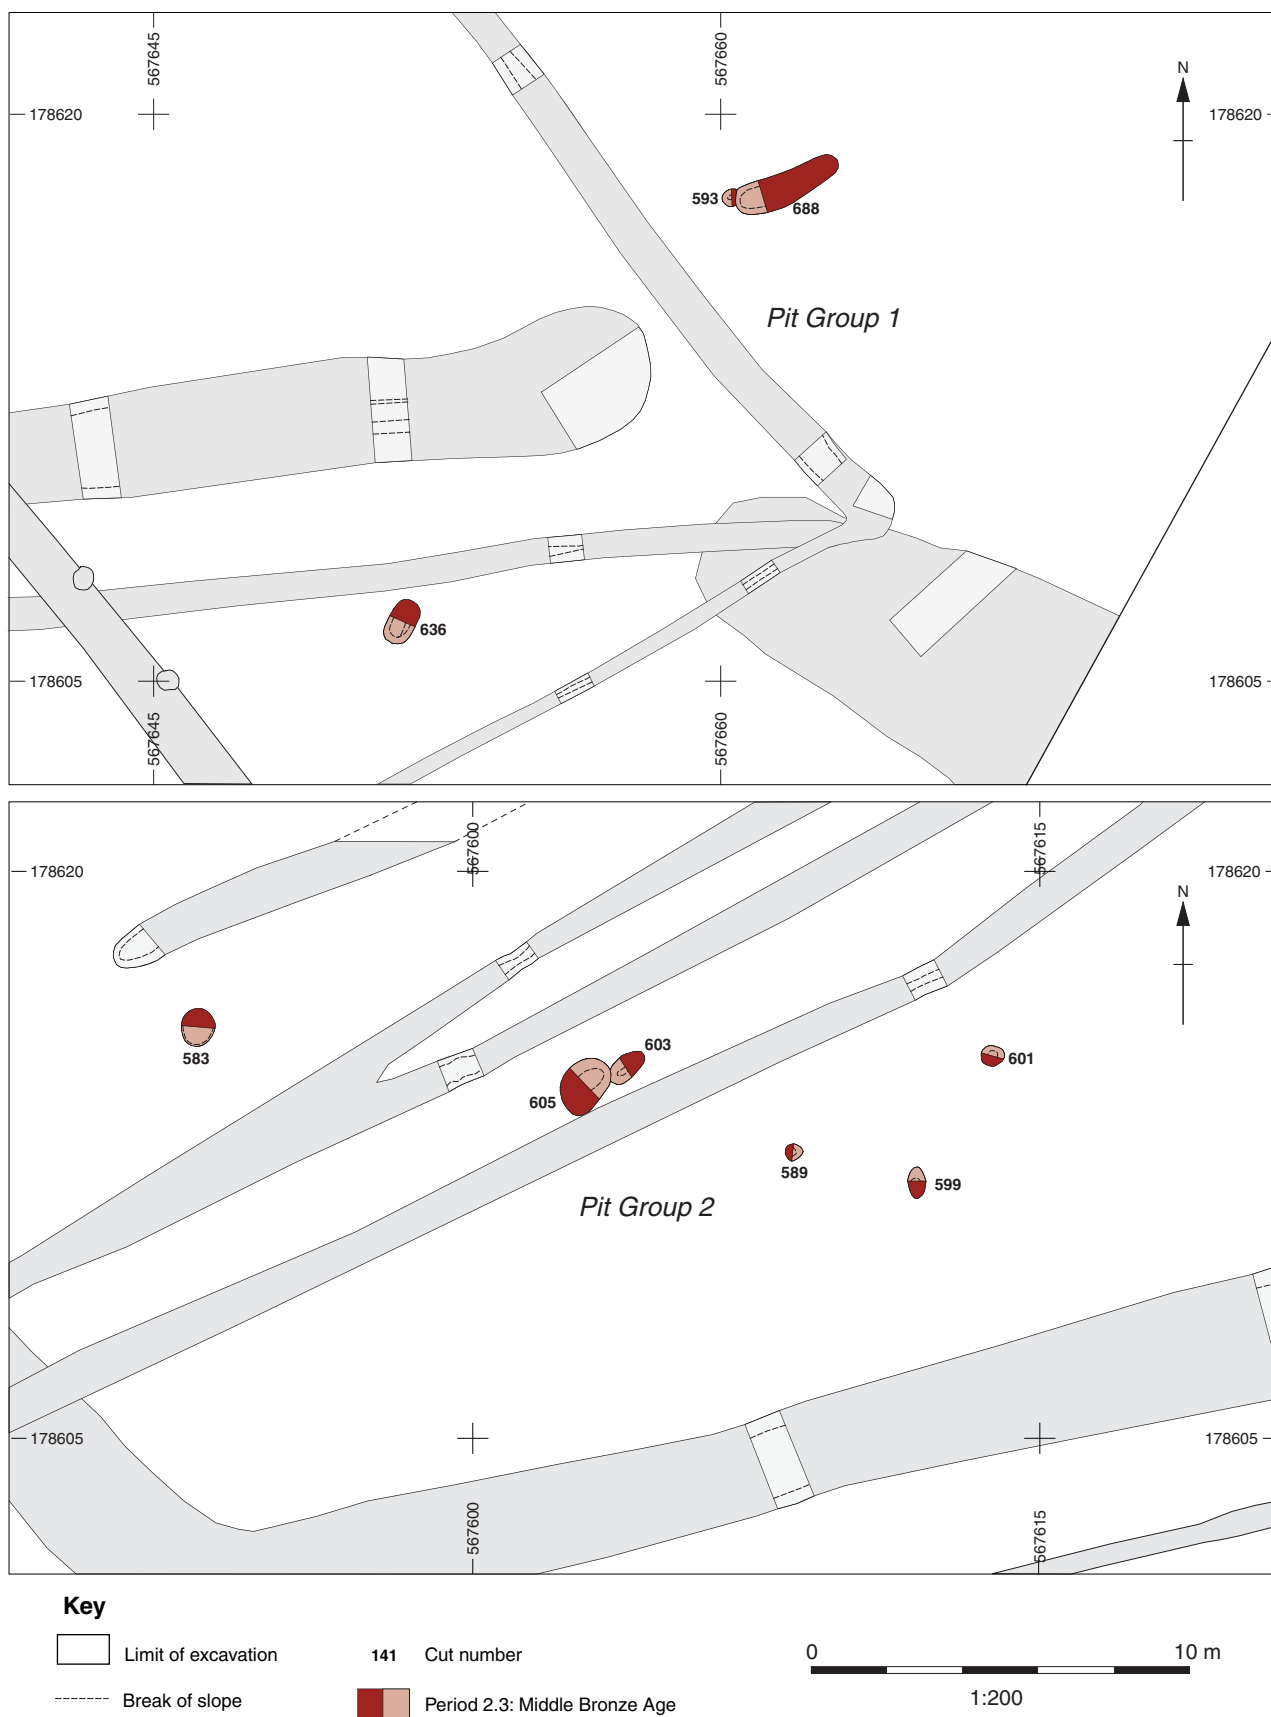 567645
567660
N
178620
178620
593
688
Pit Group 1
636
178605
178605
567645
567660
567600
567615
178620
178620
N
583
603
601
605
589
599
Pit Group 2
178605
178605
567600
567615
Key
Limit of excavation
141 Cut number
0 10 m
Break of slope
Period 2.3: Middle Bronze Age
1:200